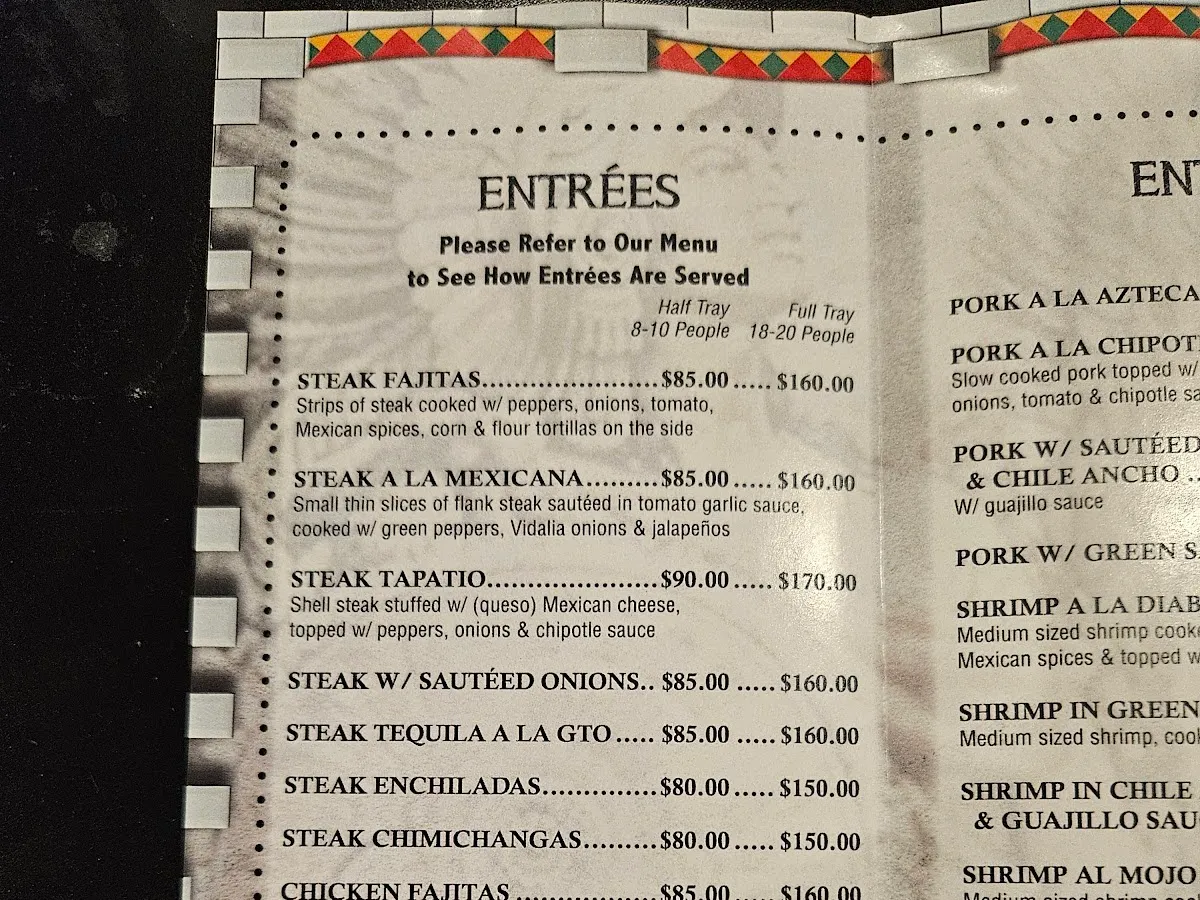 ENTRÉES
Please Refer to Our Menu
to See How Entrées Are Served
Half Tray Full Tray
8-10 People 18-20 People
STEAK FAJITAS......................$85.00 ..... $160.00
Strips of steak cooked w/ peppers, onions, tomato,
Mexican spices, corn & flour tortillas on the side
STEAK A LA MEXICANA.........$85.00 ..... $160.00
Small thin slices of flank steak sautéed in tomato garlic sauce,
cooked w/ green peppers, Vidalia onions & jalapeños
STEAK TAPATIO.....................$90.00 ..... $170.00
Shell steak stuffed w/ (queso) Mexican cheese,
topped w/ peppers, onions & chipotle sauce
STEAK W/ SAUTÉED ONIONS.. $85.00 ..... $160.00
STEAK TEQUILA A LA GTO ..... $85.00 ..... $160.00
STEAK ENCHILADAS..............$80.00 ..... $150.00
STEAK CHIMICHANGAS.........$80.00 ..... $150.00
CHICKEN FAJITAS ..................$85.00 ..... $160.00
EN
PORK A LA AZTECA
PORK A LA CHIPOT
Slow cooked pork topped w/
onions, tomato & chipotle sa
PORK W/ SAUTÉED
& CHILE ANCHO ..
W/ guajillo sauce
PORK W/ GREEN S
SHRIMP A LA DIAB
Medium sized shrimp cook
Mexican spices & topped w
SHRIMP IN GREEN
Medium sized shrimp, cook
SHRIMP IN CHILE
& GUAJILLO SAU
SHRIMP AL MOJO